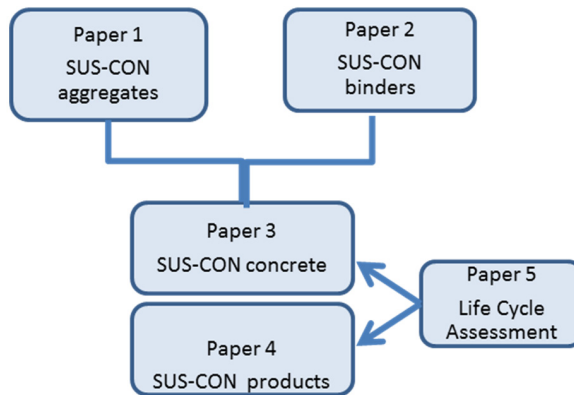 Paper 1
SUS-CON
aggregates
Paper 2
SUS-CON
binders
Paper 3
SUS-CON concrete
Paper 5
Life Cycle
Assessment
Paper 4
SUS-CON products